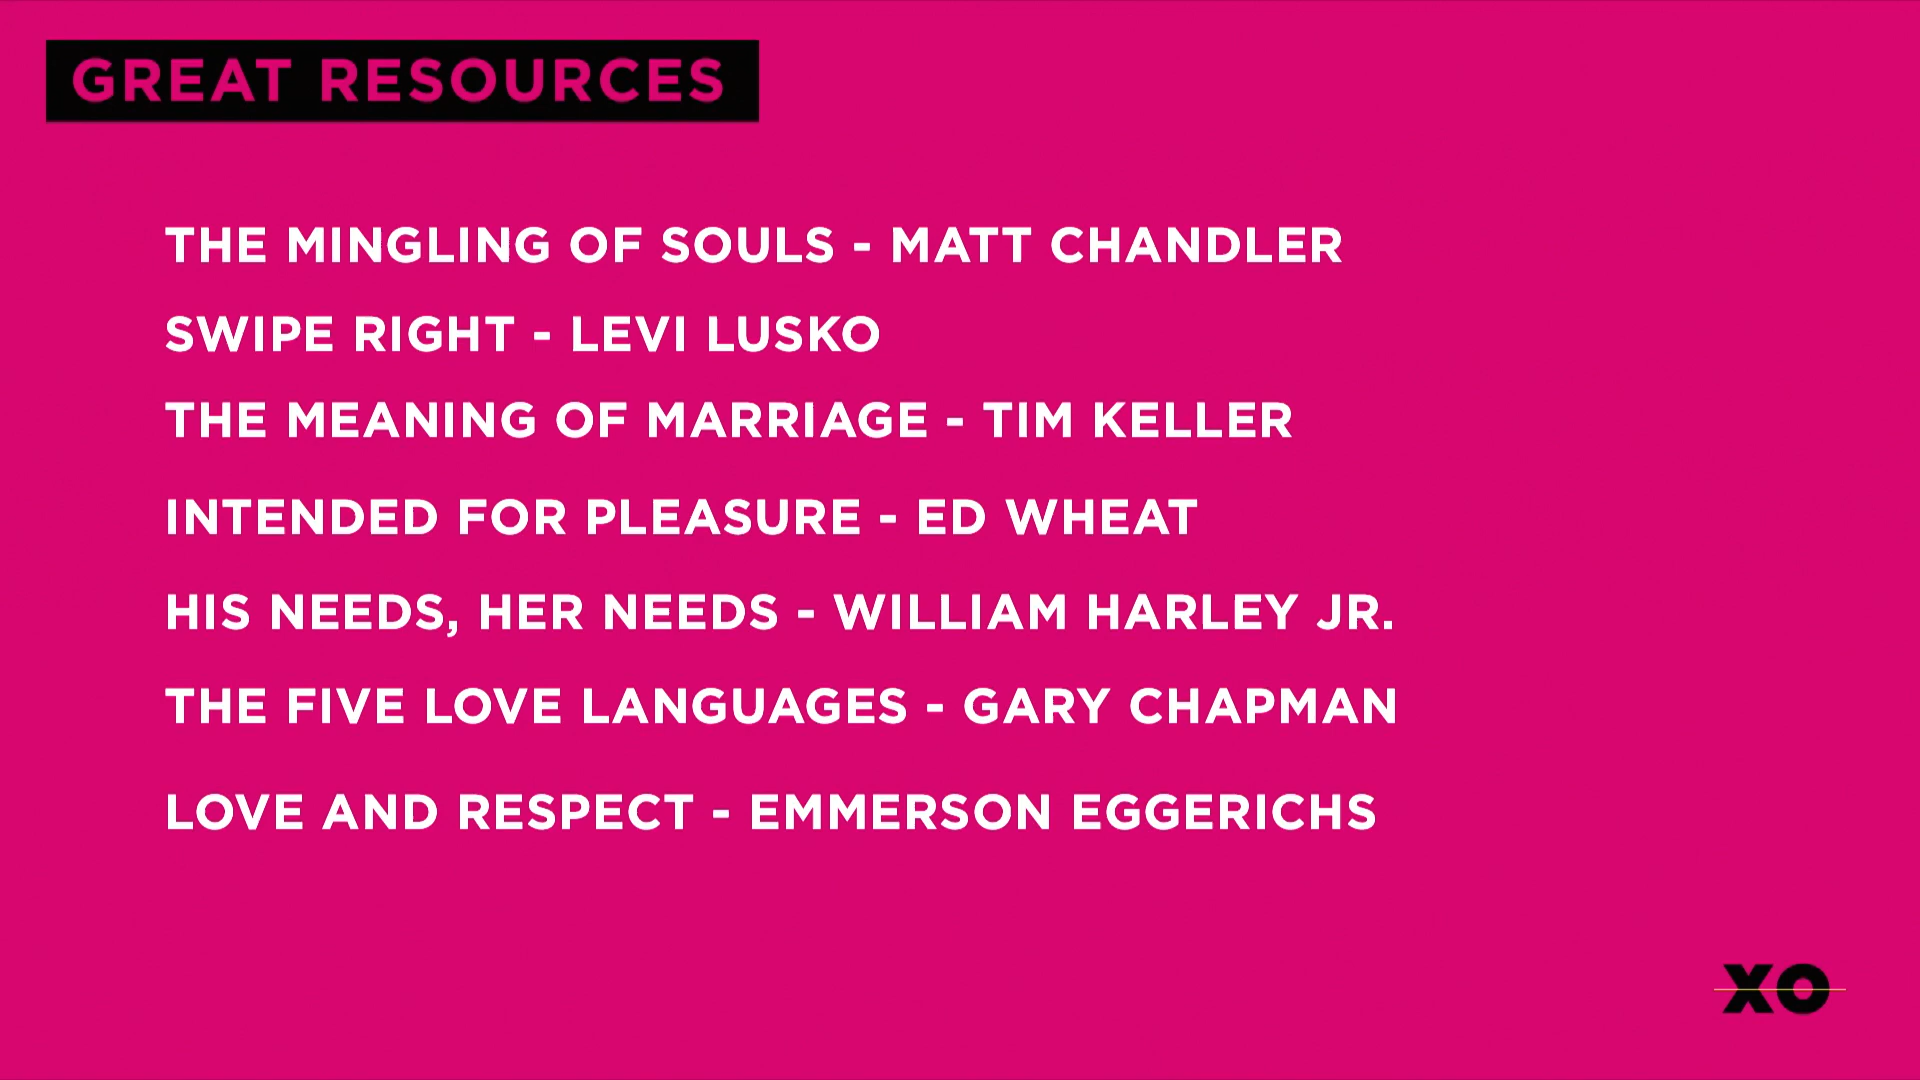 GREAT RESOURCES
THE MINGLING OF SOULS - MATT CHANDLER
SWIPE RIGHT - LEVI LUSKO
THE MEANING OF MARRIAGE - TIM KELLER
INTENDED FOR PLEASURE - ED WHEAT
HIS NEEDS, HER NEEDS - WILLIAM HARLEY JR.
THE FIVE LOVE LANGUAGES - GARY CHAPMAN
LOVE AND RESPECT - EMMERSON EGGERICHS
XO